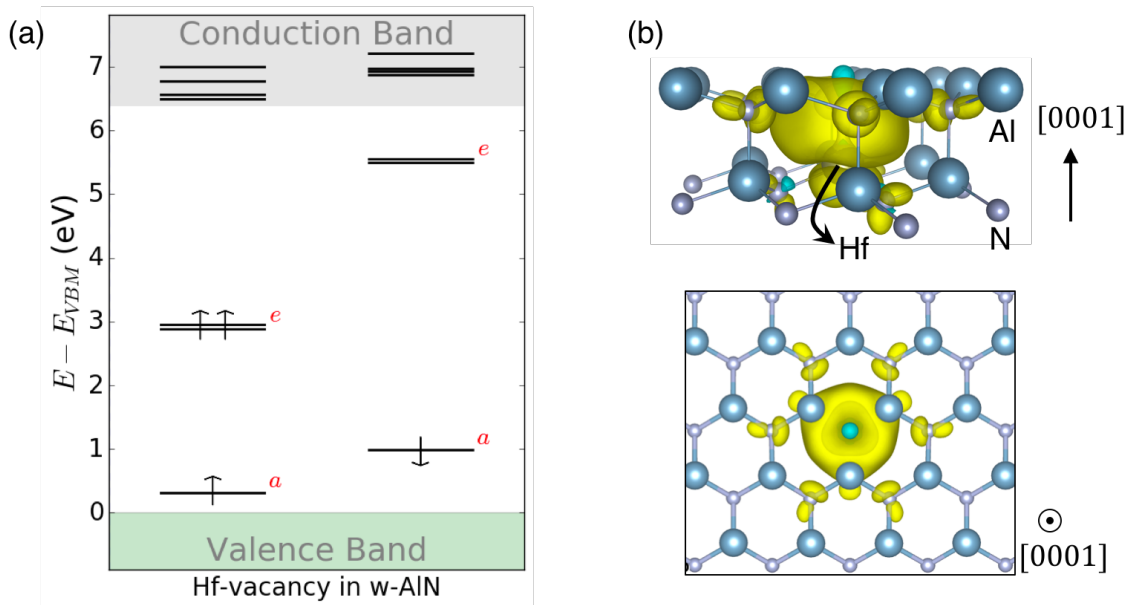 (a)
Conduction Band
7
6
5
4
3
2
1
0
E − E_VBM (eV)
e
e
a
a
Valence Band
Hf-vacancy in w-AlN
(b)
Al
[0001]
Hf
N
[0001]